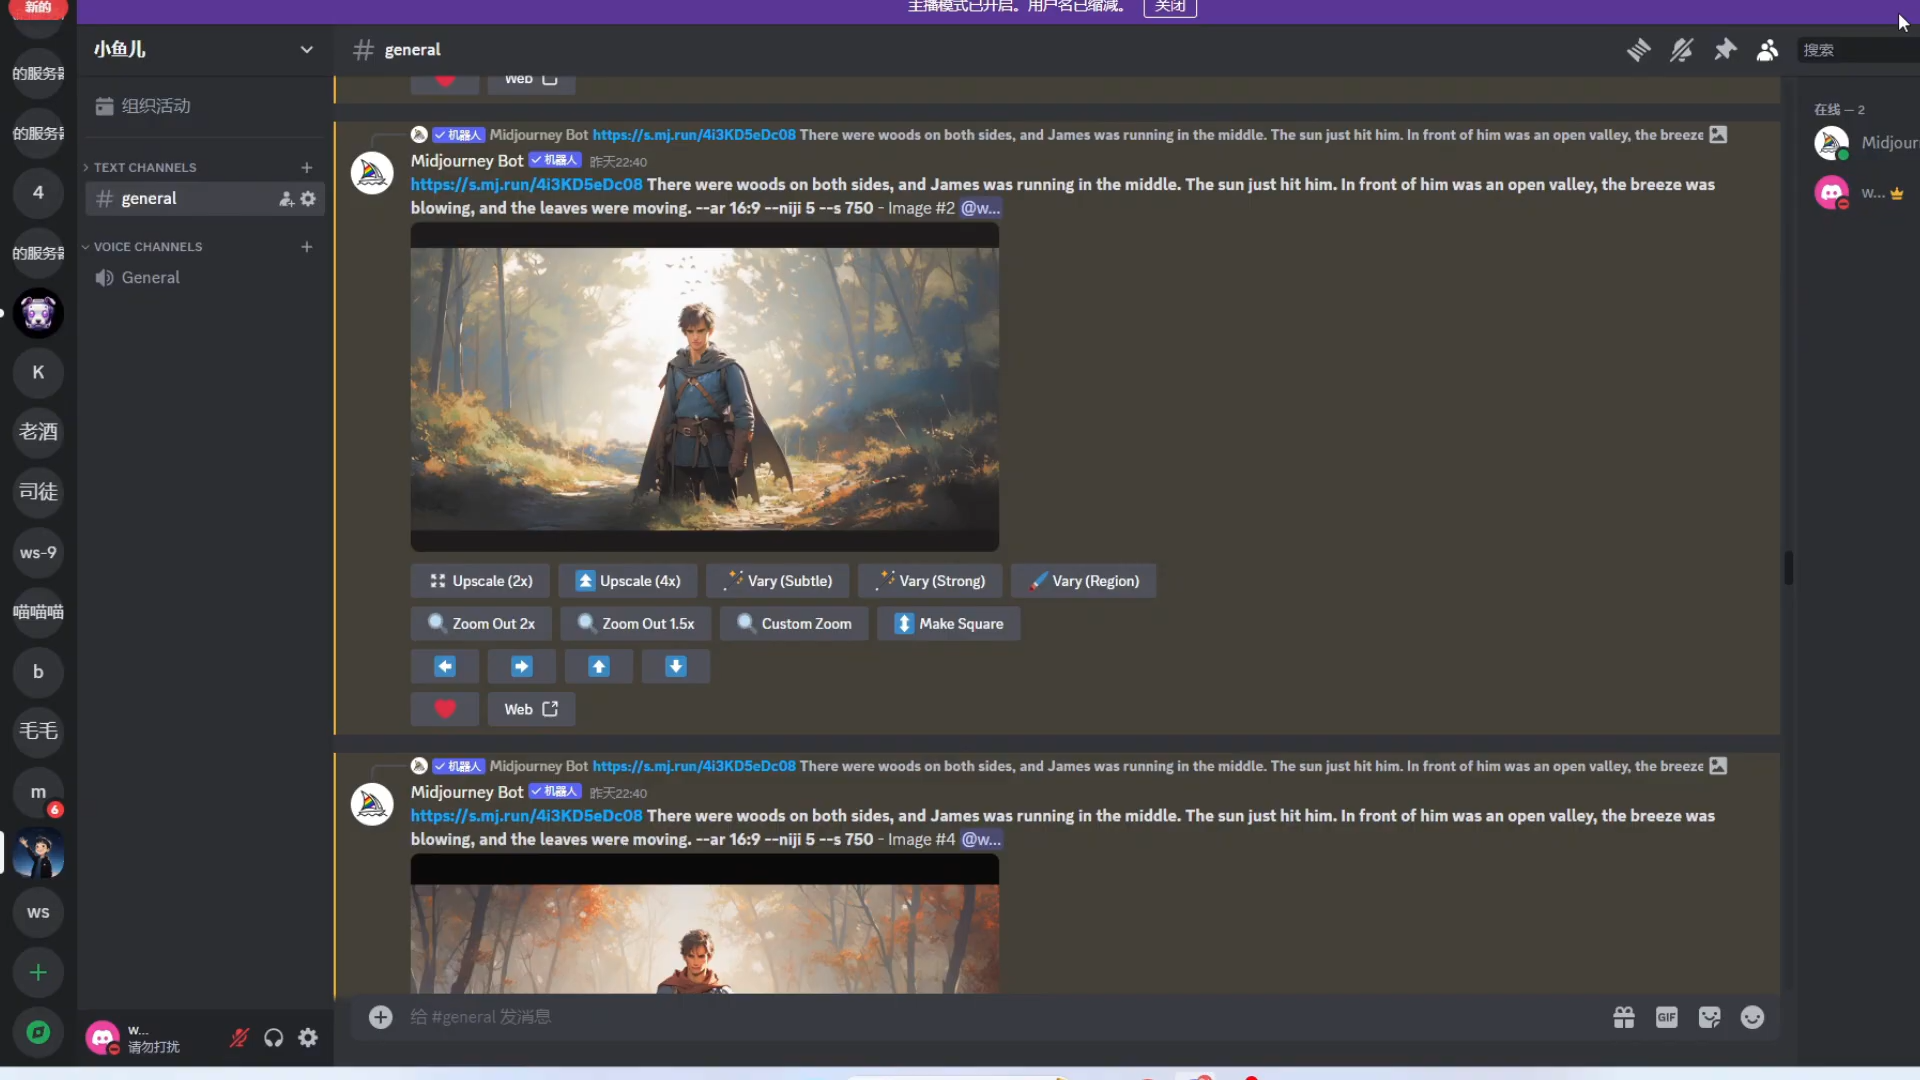 新的
的服务器
的服务器
4
的服务器
K
老酒
司徒
ws-9
喵喵喵
b
毛毛
m
6
ws
主播模式已开启。用户名已缩减。
关闭
小鱼儿
组织活动
TEXT CHANNELS
general
VOICE CHANNELS
General
w...
请勿打扰
general
搜索
Web
机器人 Midjourney Bot https://s.mj.run/4i3KD5eDc08 There were woods on both sides, and James was running in the middle. The sun just hit him. In front of him was an open valley, the breeze
Midjourney Bot 机器人 昨天22:40
https://s.mj.run/4i3KD5eDc08 There were woods on both sides, and James was running in the middle. The sun just hit him. In front of him was an open valley, the breeze was
blowing, and the leaves were moving. --ar 16:9 --niji 5 --s 750 - Image #2 @w...
Upscale (2x) Upscale (4x) Vary (Subtle) Vary (Strong) Vary (Region)
Zoom Out 2x Zoom Out 1.5x Custom Zoom Make Square
Web
机器人 Midjourney Bot https://s.mj.run/4i3KD5eDc08 There were woods on both sides, and James was running in the middle. The sun just hit him. In front of him was an open valley, the breeze
Midjourney Bot 机器人 昨天22:40
https://s.mj.run/4i3KD5eDc08 There were woods on both sides, and James was running in the middle. The sun just hit him. In front of him was an open valley, the breeze was
blowing, and the leaves were moving. --ar 16:9 --niji 5 --s 750 - Image #4 @w...
给 #general 发消息
GIF
在线 — 2
Midjour
w...